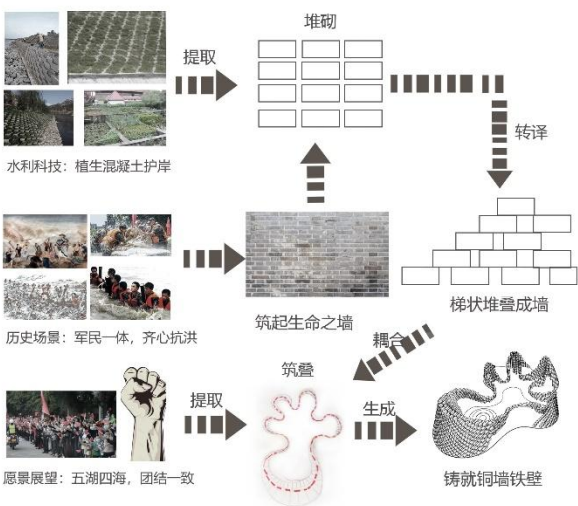 堆砌
提取
转译
水利科技：植生混凝土护岸
历史场景：军民一体，齐心抗洪
筑起生命之墙
梯状堆叠成墙
耦合
筑叠
提取
生成
愿景展望：五湖四海，团结一致
铸就铜墙铁壁